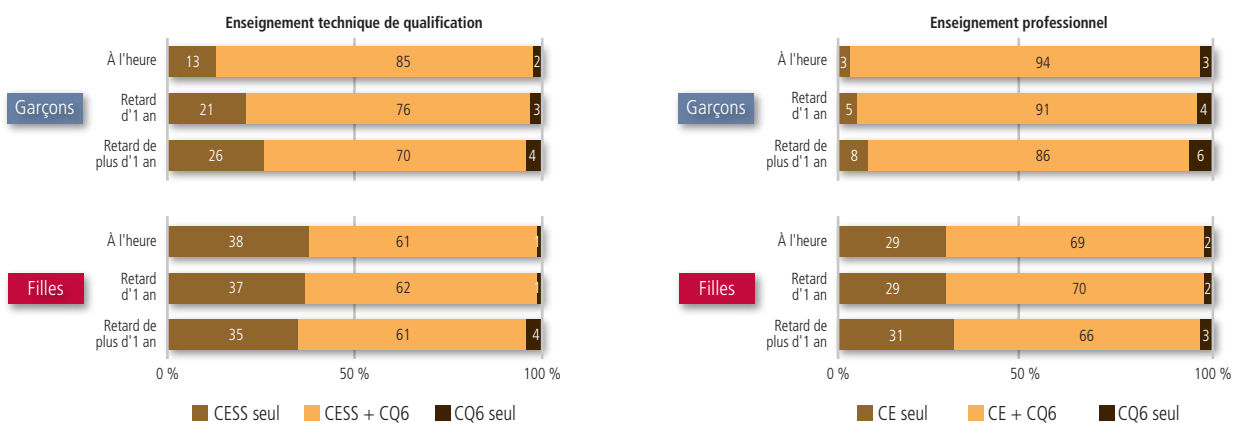 Enseignement technique de qualification
À l'heure
13 85 2
Garçons
Retard
d'1 an
21 76 3
Retard de
plus d'1 an
26 70 4
À l'heure
38 61 1
Filles
Retard
d'1 an
37 62 1
Retard de
plus d'1 an
35 61 4
0 % 50 % 100 %
CESS seul CESS + CQ6 CQ6 seul
Enseignement professionnel
À l'heure
3 94 3
Garçons
Retard
d'1 an
5 91 4
Retard de
plus d'1 an
8 86 6
À l'heure
29 69 2
Filles
Retard
d'1 an
29 70 2
Retard de
plus d'1 an
31 66 3
0 % 50 % 100 %
CE seul CE + CQ6 CQ6 seul